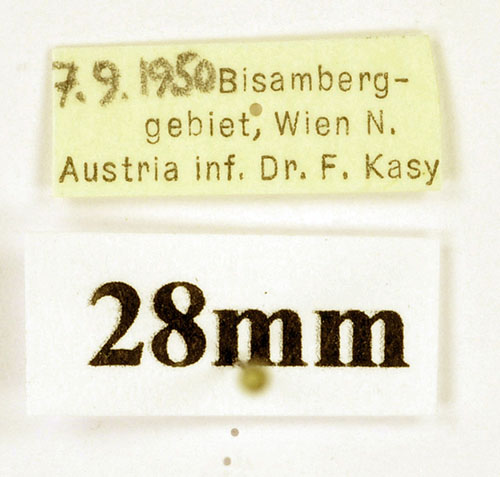 7.9.1950 Bisamberg-
gebiet, Wien N.
Austria inf. Dr. F. Kasy
28mm